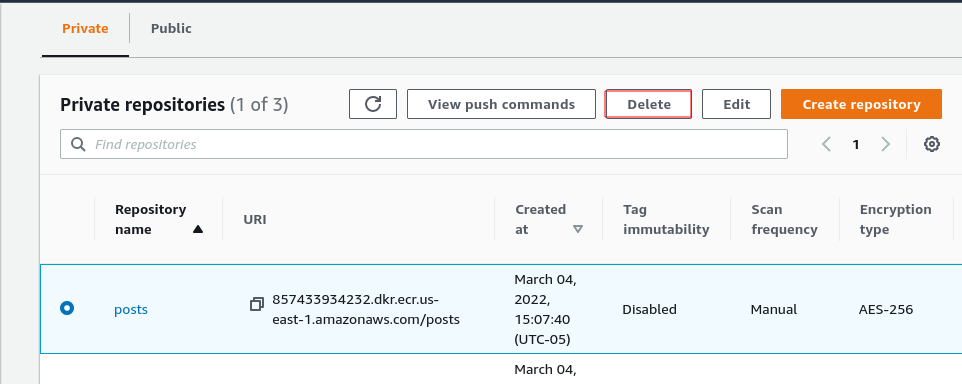 Private Public
Private repositories (1 of 3) View push commands Delete Edit Create repository
Find repositories 1
Repository name URI Created at Tag immutability Scan frequency Encryption type
posts
857433934232.dkr.ecr.us-
east-1.amazonaws.com/posts
March 04,
2022,
15:07:40
(UTC-05)
Disabled
Manual
AES-256
March 04,